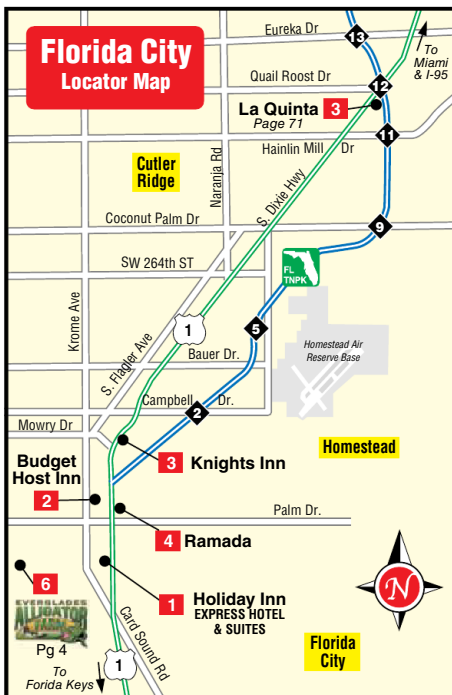 Florida City
Locator Map
Eureka Dr
13
To
Miami
& I-95
Quail Roost Dr
12
La Quinta 3
Page 71
11
Hainlin Mill Dr
Cutler
Ridge
Narania Rd
S. Dixie Hwy
Coconut Palm Dr
9
SW 264th ST
FL
TNPK
Krome Ave
S. Flagler Ave
1
5
Homestead Air
Reserve Base
Bauer Dr.
Campbell Dr.
2
Mowry Dr
Homestead
3 Knights Inn
Budget
Host Inn
2
Palm Dr.
4 Ramada
6
EVERGLADES
ALLIGATOR
FARM
Pg 4
1 Holiday Inn
EXPRESS HOTEL
& SUITES
N
Card Sound Rd
Florida
City
1
To
Forida Keys